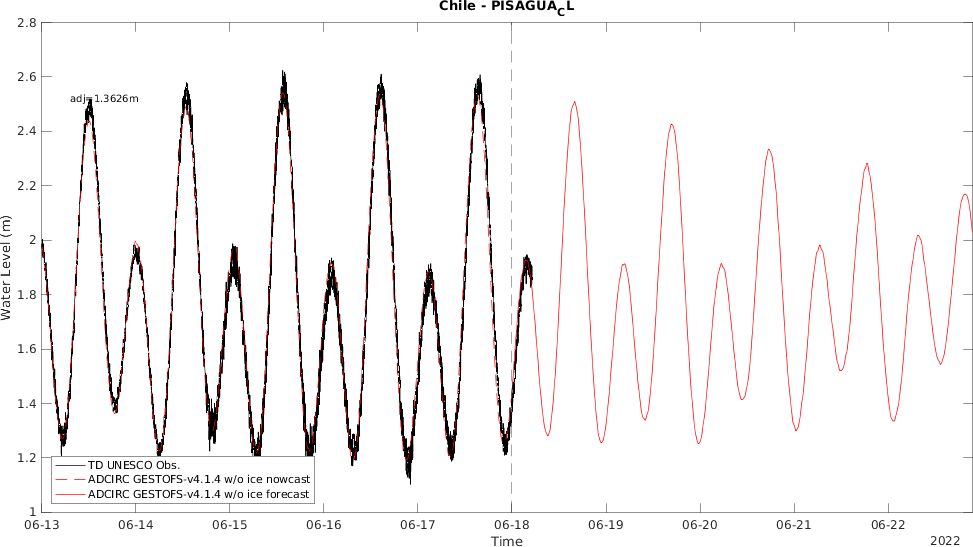 Chile - PISAGUA_CL
2.8
2.6
2.4
2.2
2
1.8
1.6
1.4
1.2
1
Water Level (m)
adj=1.3626m
TD UNESCO Obs.
ADCIRC GESTOFS-v4.1.4 w/o ice nowcast
ADCIRC GESTOFS-v4.1.4 w/o ice forecast
06-13 06-14 06-15 06-16 06-17 06-18 06-19 06-20 06-21 06-22
Time
2022